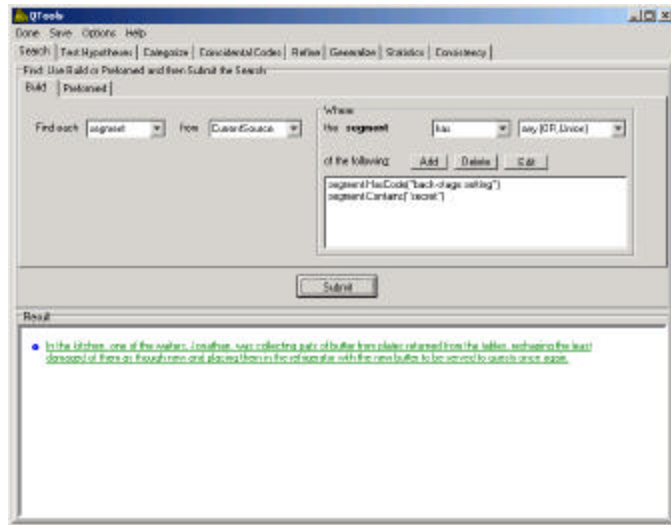 QTools
Done Save Options Help
Search Test Hypotheses Categorize Coincidental Codes Refine Generalize Statistics Consistency
Find: Use Build or Preformed and then Submit the Search
Build Preformed
Where
Find each segment from CurrentSource the segment has any (OR, Union)
of the following: Add Delete Edit
segment.HasCode("back-stage setting")
segment.Contains("secret")
Submit
Result
In the kitchen, one of the waiters, Jonathan, was collecting pats of butter from plates returned from the tables, reshaping the least
damaged of them as though new and placing them in the refrigerator with the new butter to be served to guests once again.